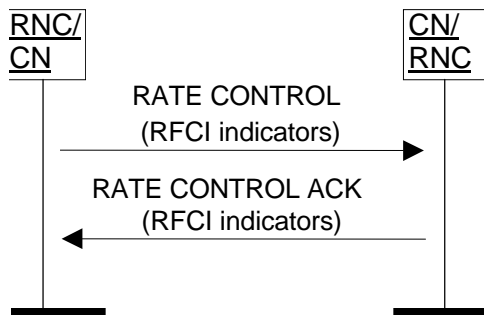 RNC/
CN
CN/
RNC
RATE CONTROL
(RFCI indicators)
RATE CONTROL ACK
(RFCI indicators)